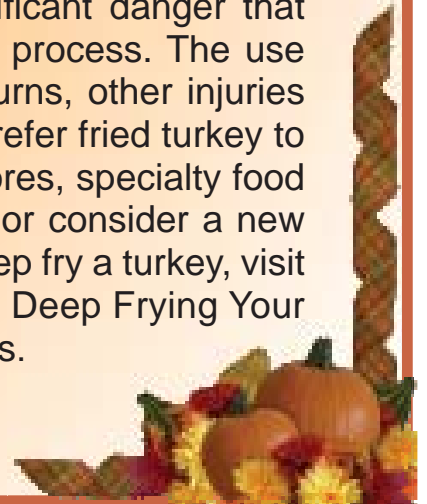 ificant danger that
process. The use
urns, other injuries
refer fried turkey to
ores, specialty food
or consider a new
ep fry a turkey, visit
Deep Frying Your
s.